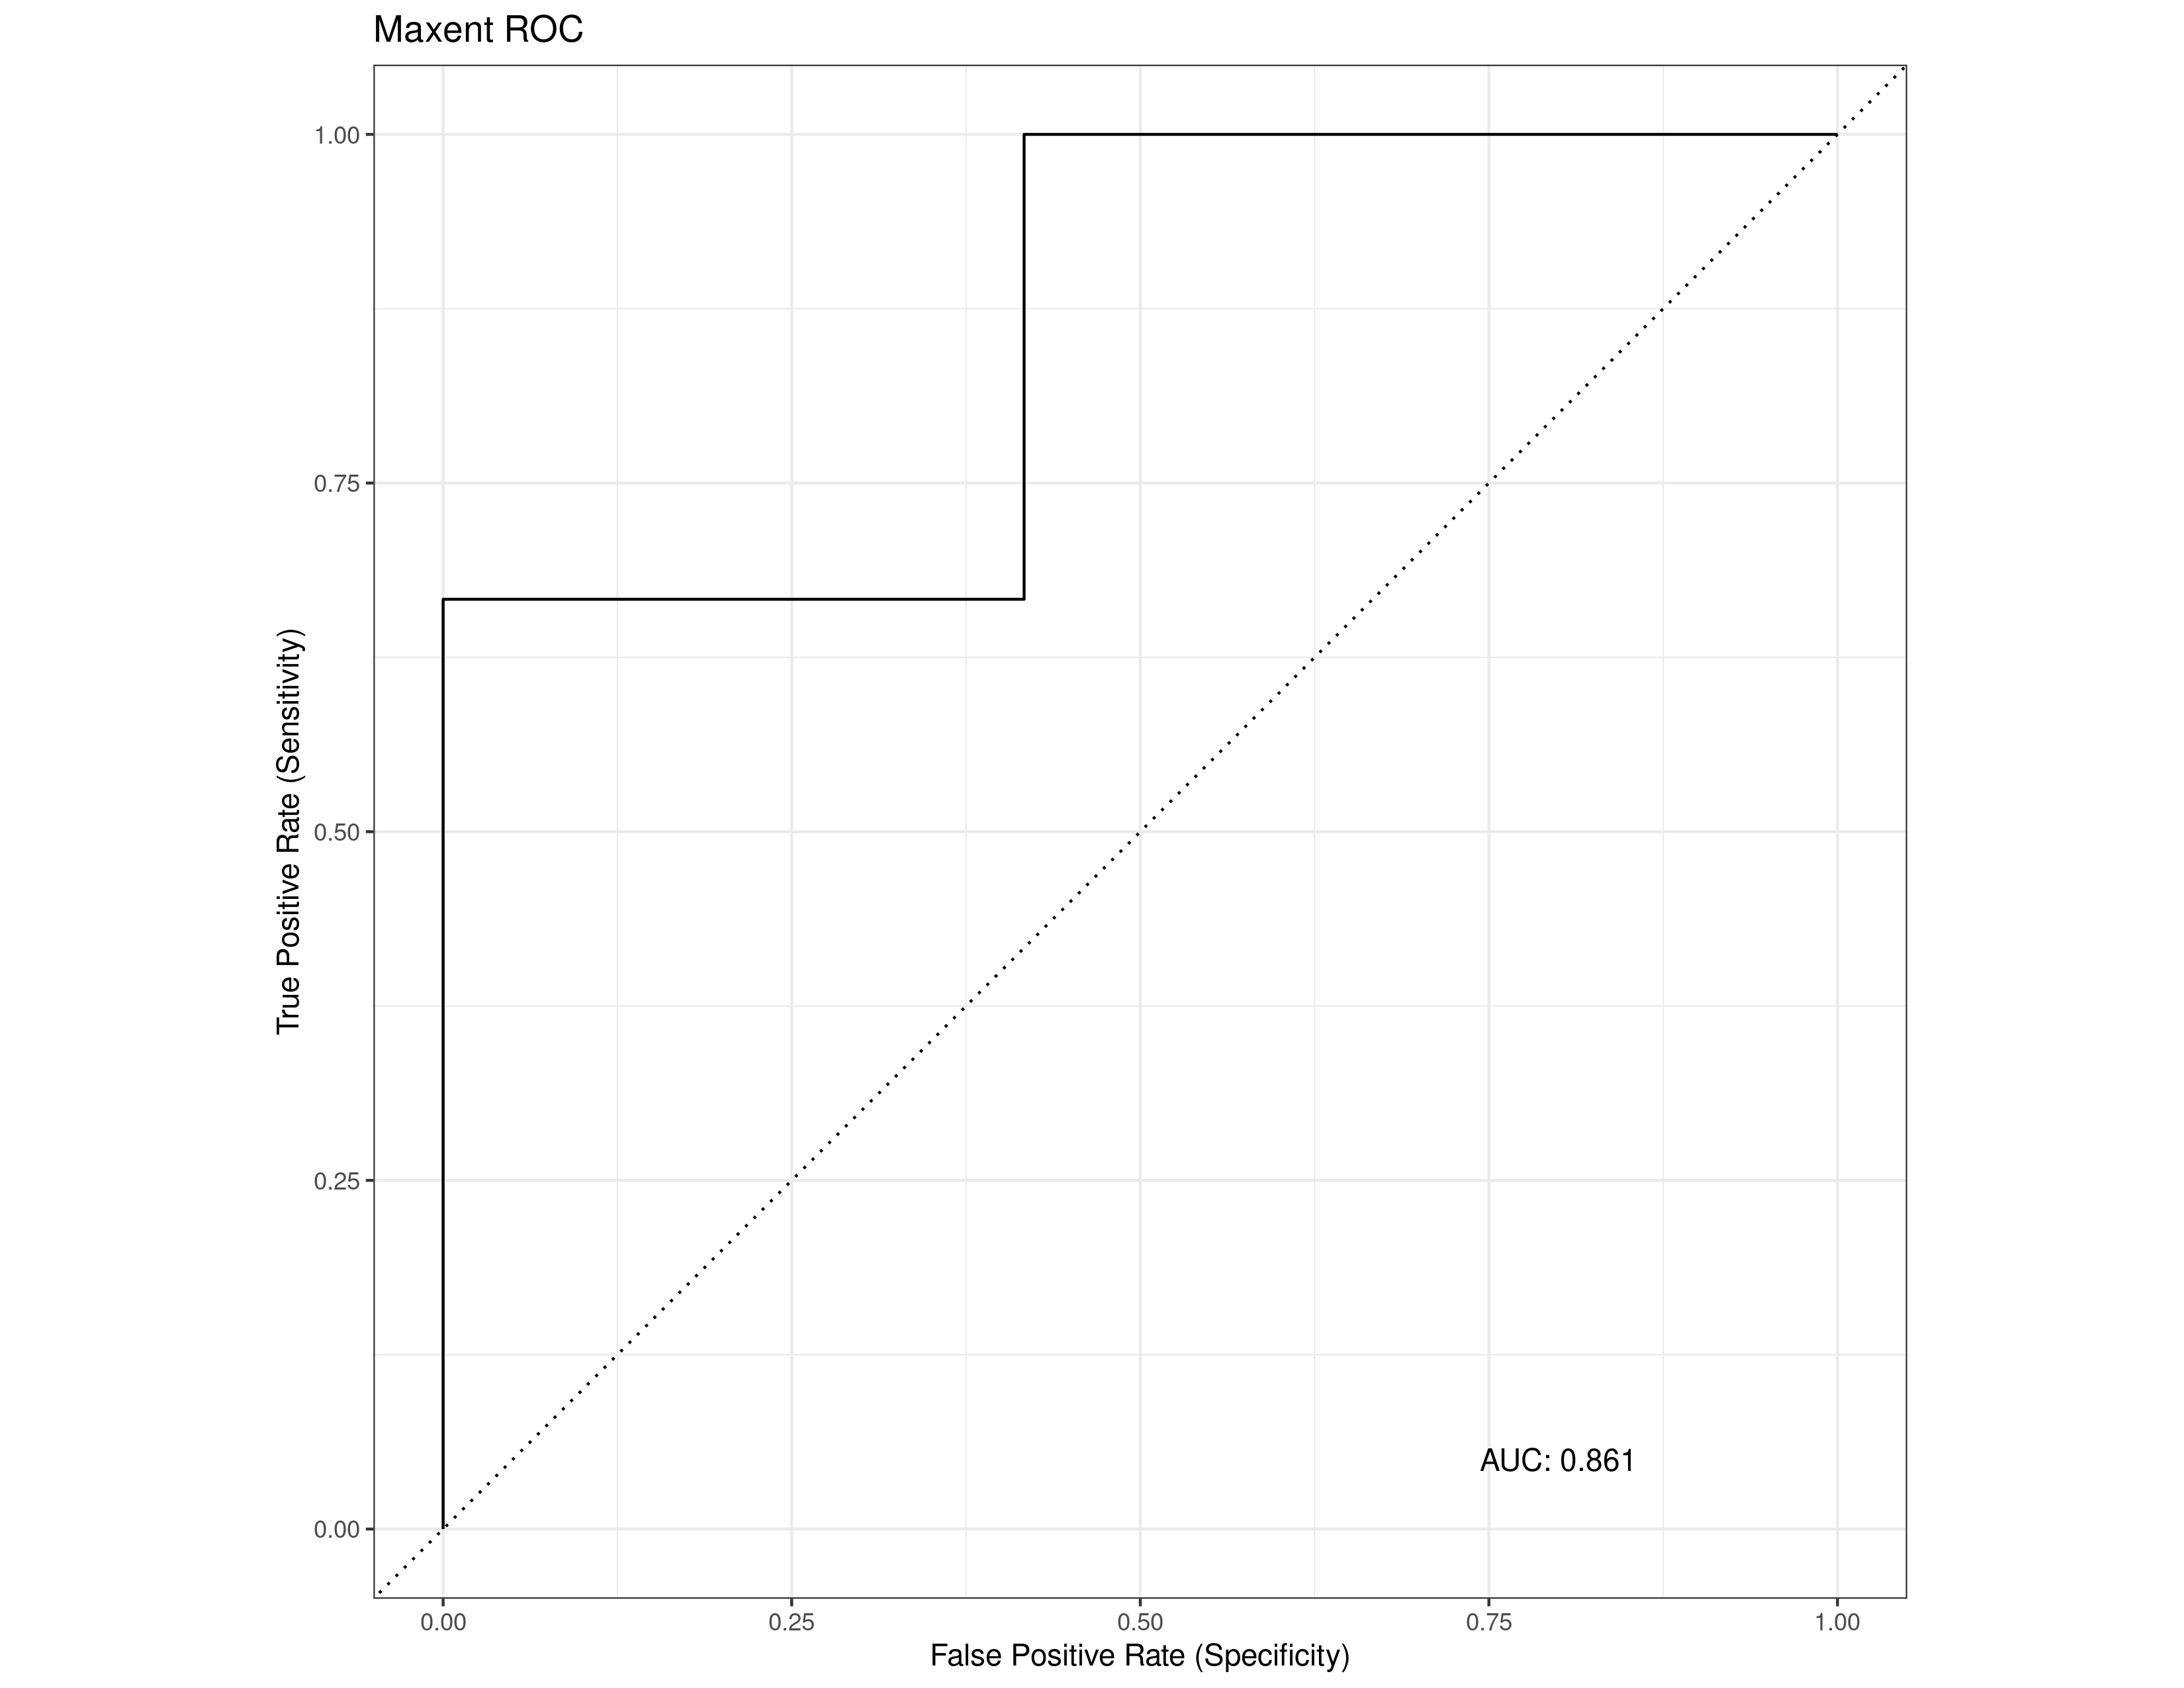 Maxent ROC
True Positive Rate (Sensitivity)
1.00
0.75
0.50
0.25
0.00
AUC: 0.861
0.00 0.25 0.50 0.75 1.00
False Positive Rate (Specificity)